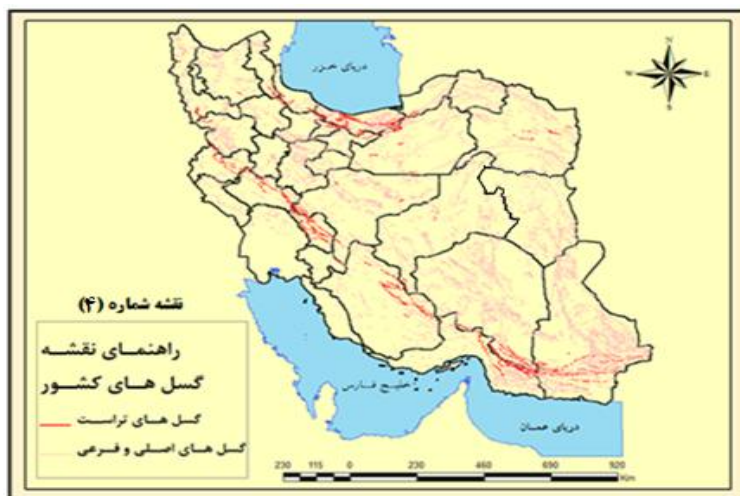 دریای خزر
N
W
E
S
نقشه شماره (۴)
راهنمای نقشه
گسل های کشور
گسل های تراست
گسل های اصلی و فرعی
خلیج فارس
دریای عمان
230 115 0 230 460 690 920
Km